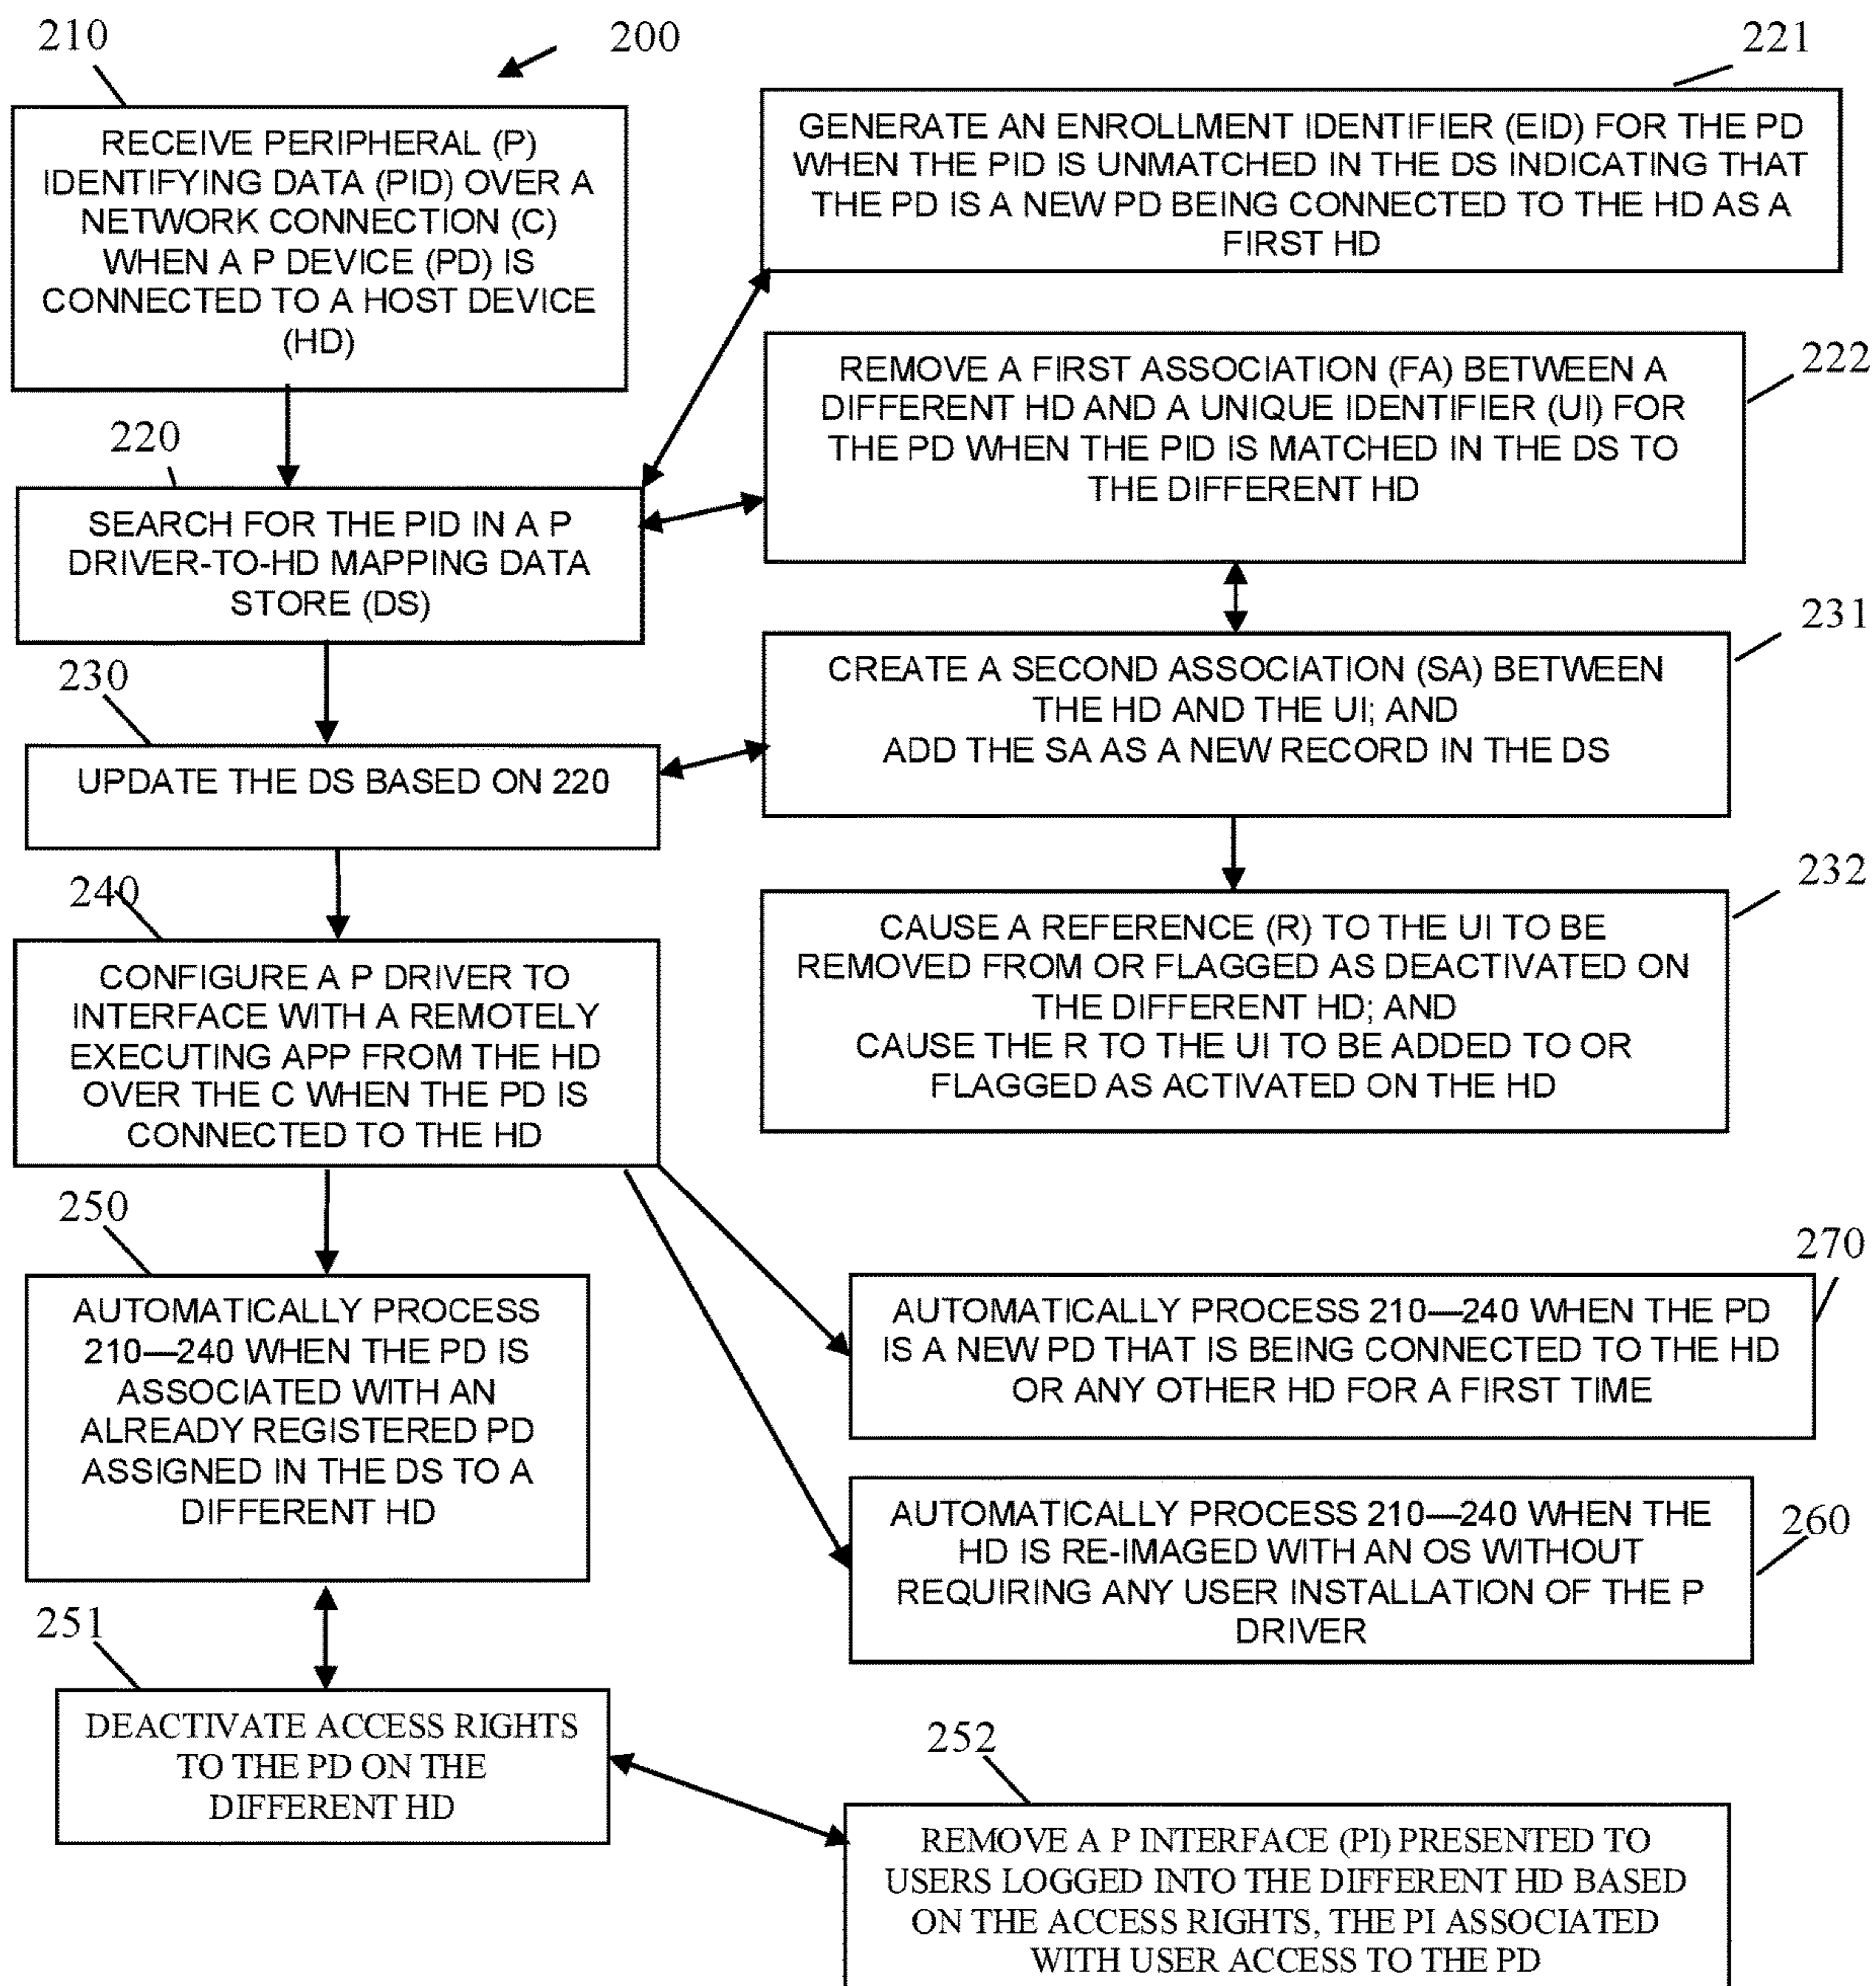 210
200
RECEIVE PERIPHERAL (P)
IDENTIFYING DATA (PID) OVER A
NETWORK CONNECTION (C)
WHEN A P DEVICE (PD) IS
CONNECTED TO A HOST DEVICE
(HD)
221
GENERATE AN ENROLLMENT IDENTIFIER (EID) FOR THE PD
WHEN THE PID IS UNMATCHED IN THE DS INDICATING THAT
THE PD IS A NEW PD BEING CONNECTED TO THE HD AS A
FIRST HD
222
REMOVE A FIRST ASSOCIATION (FA) BETWEEN A
DIFFERENT HD AND A UNIQUE IDENTIFIER (UI) FOR
THE PD WHEN THE PID IS MATCHED IN THE DS TO
THE DIFFERENT HD
220
SEARCH FOR THE PID IN A P
DRIVER-TO-HD MAPPING DATA
STORE (DS)
231
CREATE A SECOND ASSOCIATION (SA) BETWEEN
THE HD AND THE UI; AND
ADD THE SA AS A NEW RECORD IN THE DS
230
UPDATE THE DS BASED ON 220
232
CAUSE A REFERENCE (R) TO THE UI TO BE
REMOVED FROM OR FLAGGED AS DEACTIVATED ON
THE DIFFERENT HD; AND
CAUSE THE R TO THE UI TO BE ADDED TO OR
FLAGGED AS ACTIVATED ON THE HD
240
CONFIGURE A P DRIVER TO
INTERFACE WITH A REMOTELY
EXECUTING APP FROM THE HD
OVER THE C WHEN THE PD IS
CONNECTED TO THE HD
250
AUTOMATICALLY PROCESS
210—240 WHEN THE PD IS
ASSOCIATED WITH AN
ALREADY REGISTERED PD
ASSIGNED IN THE DS TO A
DIFFERENT HD
270
AUTOMATICALLY PROCESS 210—240 WHEN THE PD
IS A NEW PD THAT IS BEING CONNECTED TO THE HD
OR ANY OTHER HD FOR A FIRST TIME
260
AUTOMATICALLY PROCESS 210—240 WHEN THE
HD IS RE-IMAGED WITH AN OS WITHOUT
REQUIRING ANY USER INSTALLATION OF THE P
DRIVER
251
DEACTIVATE ACCESS RIGHTS
TO THE PD ON THE
DIFFERENT HD
252
REMOVE A P INTERFACE (PI) PRESENTED TO
USERS LOGGED INTO THE DIFFERENT HD BASED
ON THE ACCESS RIGHTS, THE PI ASSOCIATED
WITH USER ACCESS TO THE PD